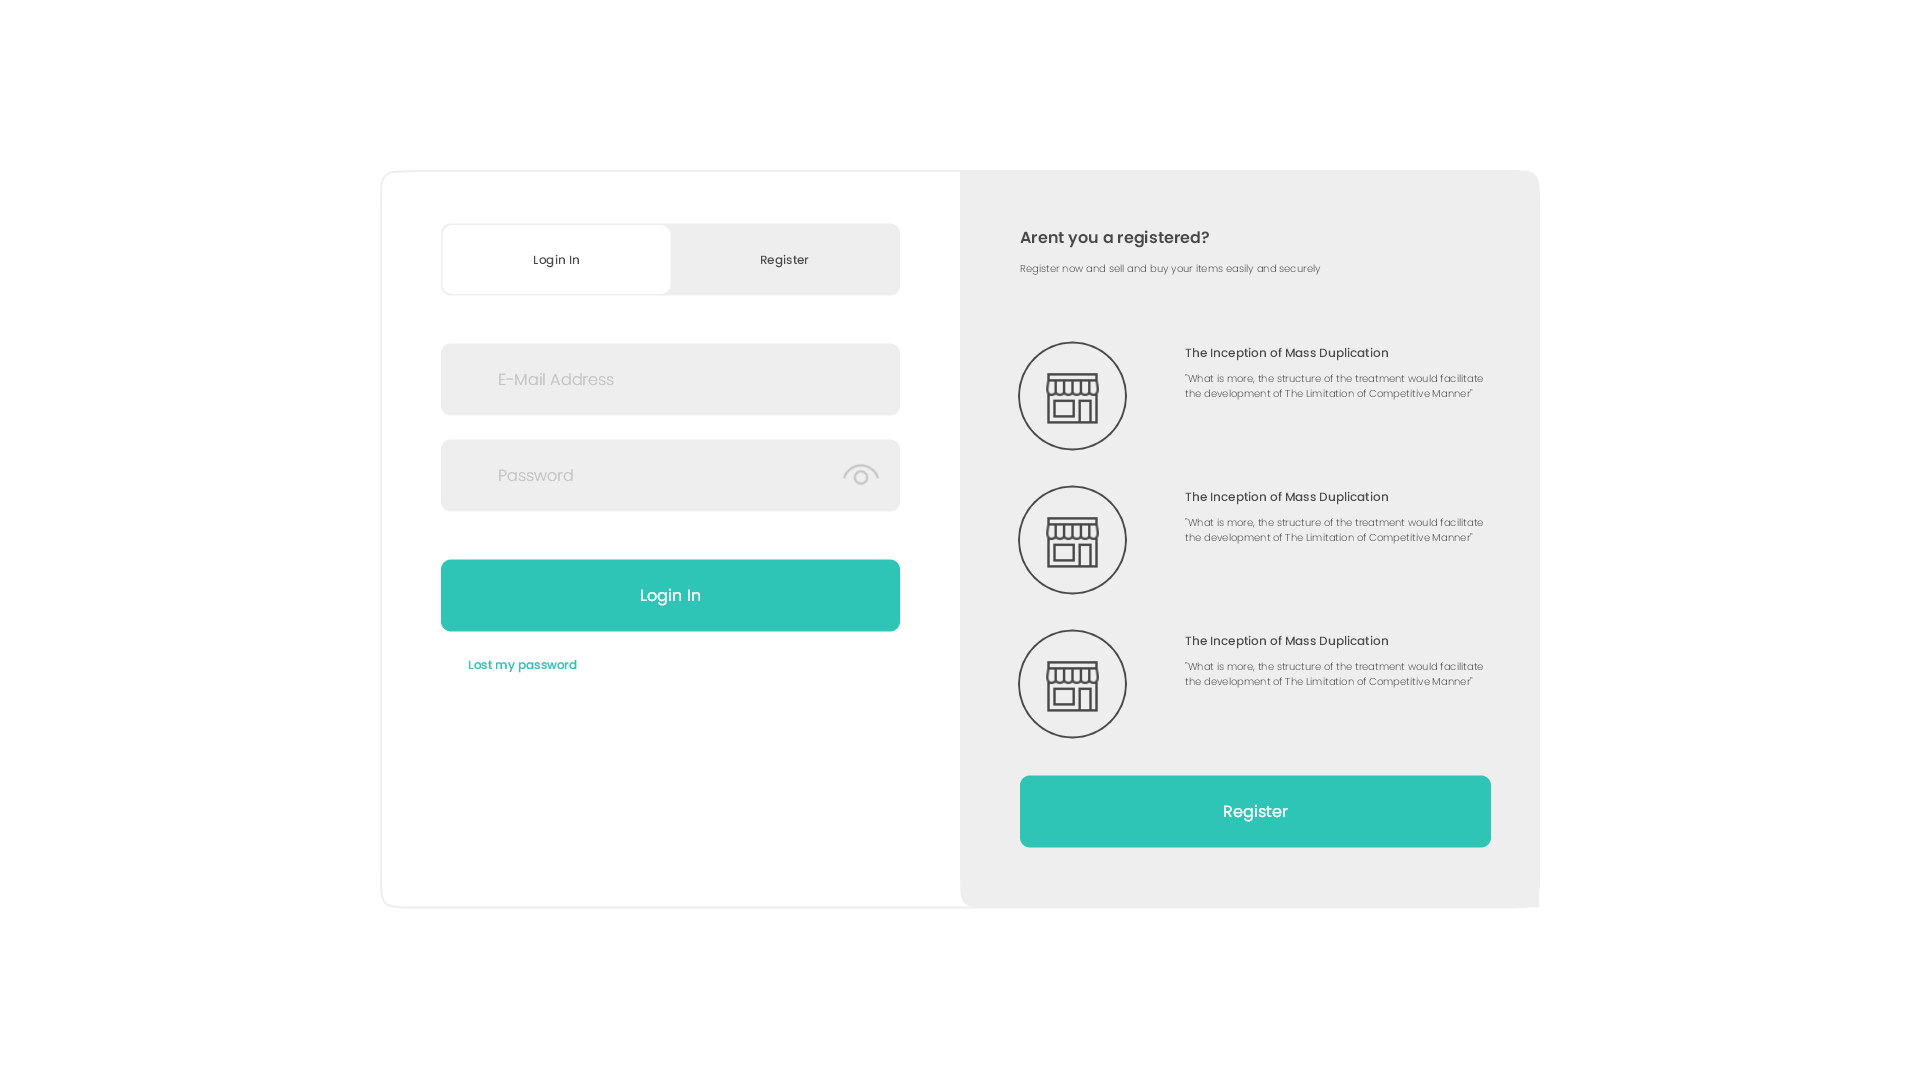 Login In
Register
E-Mail Address
Password
Login In
Lost my password
Arent you a registered?
Register now and sell and buy your items easily and securely
The Inception of Mass Duplication
"What is more, the structure of the treatment would facilitate
the development of The Limitation of Competitive Manner"
The Inception of Mass Duplication
"What is more, the structure of the treatment would facilitate
the development of The Limitation of Competitive Manner"
The Inception of Mass Duplication
"What is more, the structure of the treatment would facilitate
the development of The Limitation of Competitive Manner"
Register